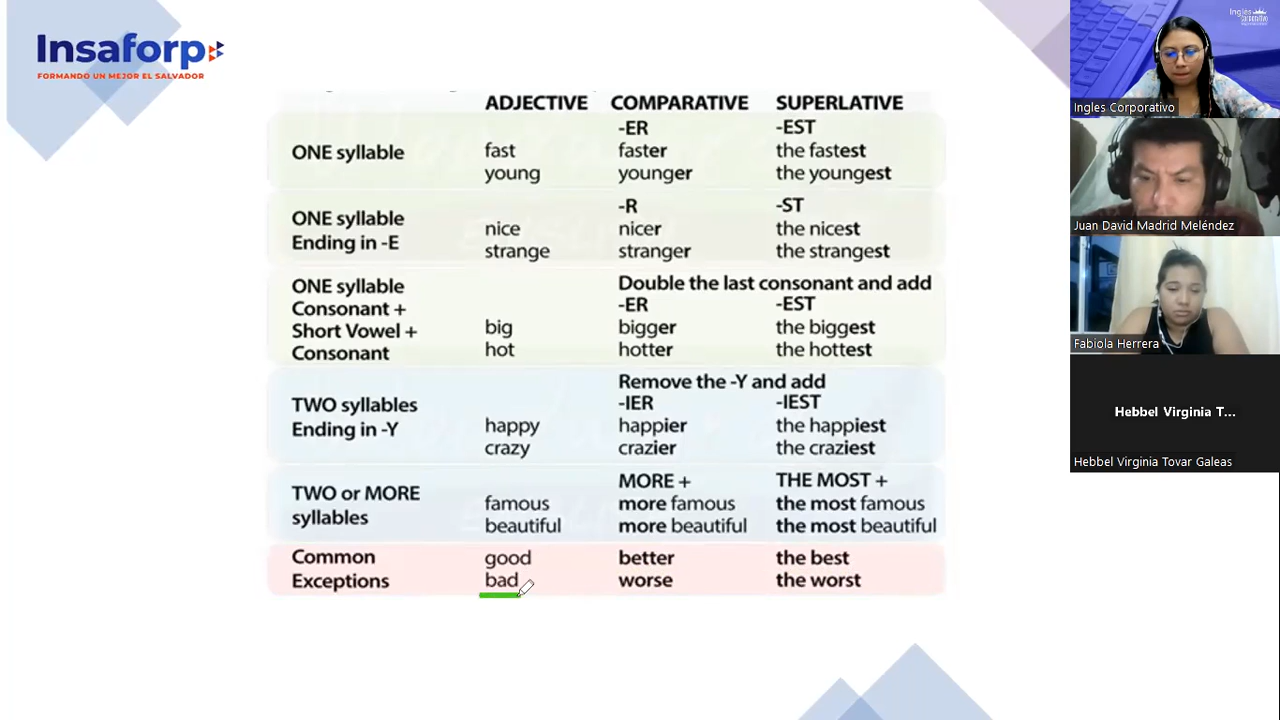 Insaforp
FORMANDO UN MEJOR EL SALVADOR
ADJECTIVE COMPARATIVE SUPERLATIVE
-ER -EST
ONE syllable fast faster the fastest
young younger the youngest
-R -ST
ONE syllable nice nicer the nicest
Ending in -E strange stranger the strangest
ONE syllable Double the last consonant and add
Consonant + -ER -EST
Short Vowel + big bigger the biggest
Consonant hot hotter the hottest
Remove the -Y and add
TWO syllables -IER -IEST
Ending in -Y happy happier the happiest
crazy crazier the craziest
MORE + THE MOST +
TWO or MORE famous more famous the most famous
syllables beautiful more beautiful the most beautiful
Common good better the best
Exceptions bad worse the worst
Ingles Corporativo
Juan David Madrid Meléndez
Fabiola Herrera
Hebbel Virginia T...
Hebbel Virginia Tovar Galeas